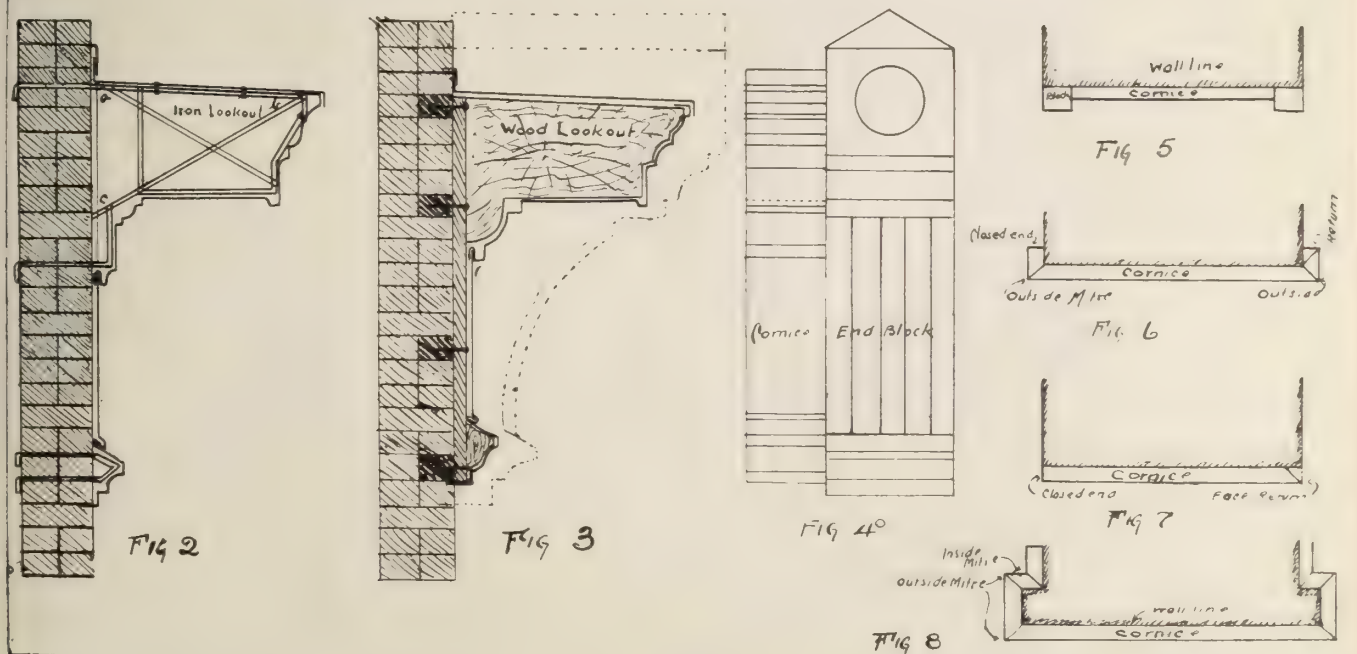 a
Iron Lookout
b
c
FIG 2
Wood Lookout
FIG 3
Cornice
End Block
FIG 4º
Wall line
Block
Cornice
FIG 5
Closed end
return
Cornice
Outside Mitre
Outsied
FIG 6
Cornice
Closed end
Face Return
FIG 7
Inside
Mitre
Outside Mitre
Wall line
Cornice
FIG 8